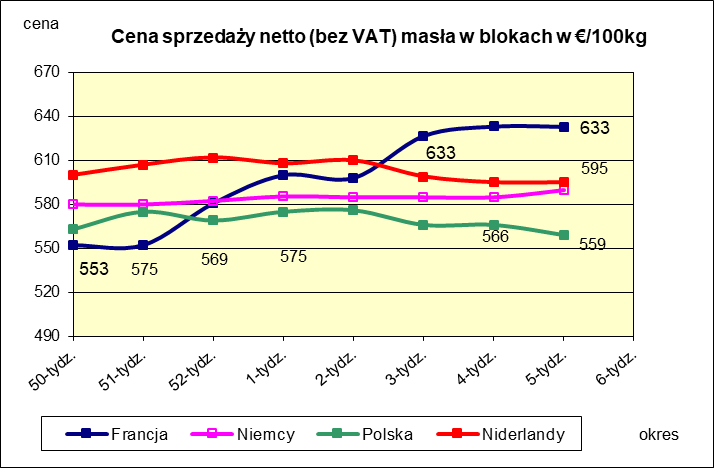 cena
Cena sprzedaży netto (bez VAT) masła w blokach w €/100kg
670
640
610
580
550
520
490
633
633
595
553
575
569
575
566
559
50-tydz.
51-tydz.
52-tydz.
1-tydz.
2-tydz.
3-tydz.
4-tydz.
5-tydz.
6-tydz.
Francja
Niemcy
Polska
Niderlandy
okres